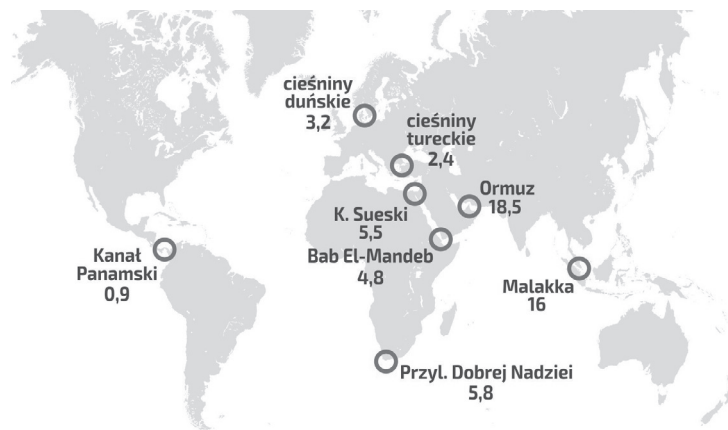 cieśniny
duńskie
3,2
cieśniny
tureckie
2,4
Ormuz
18,5
K. Sueski
5,5
Bab El-Mandeb
4,8
Kanał
Panamski
0,9
Malakka
16
Przyl. Dobrej Nadziei
5,8